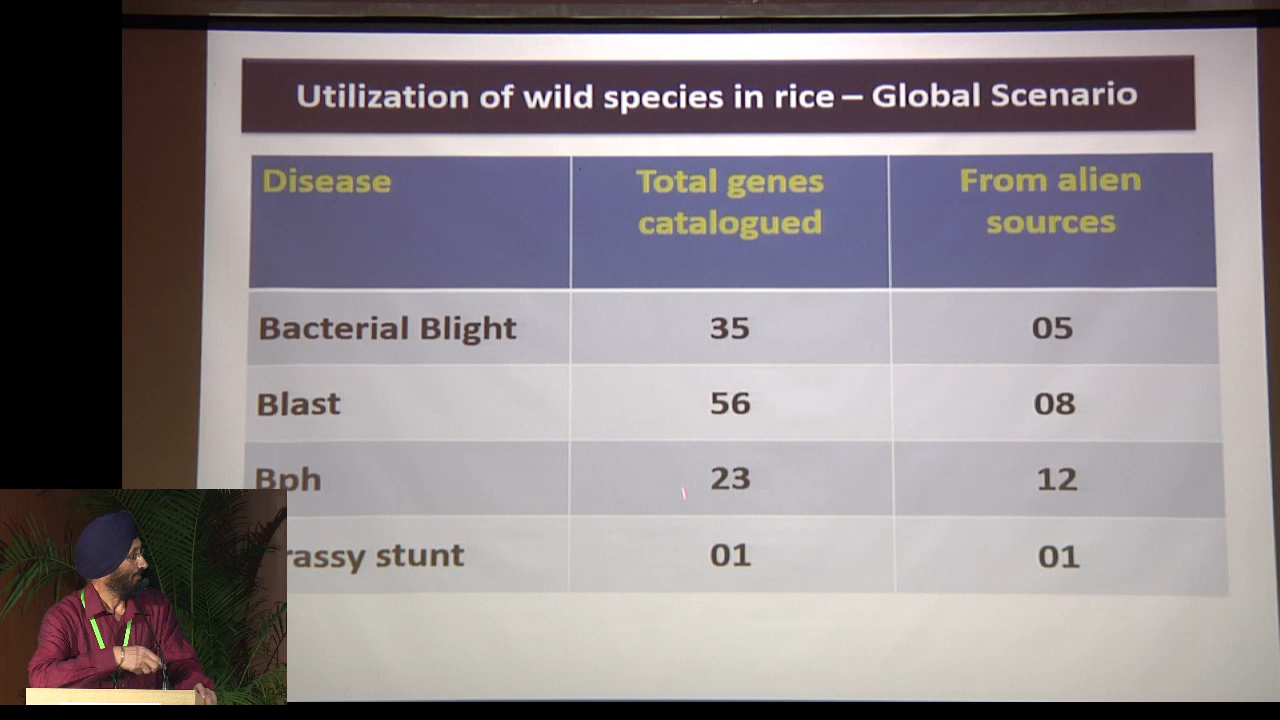 Utilization of wild species in rice – Global Scenario
Disease Total genes catalogued From alien sources
Bacterial Blight 35 05
Blast 56 08
Bph 23 12
rassy stunt 01 01